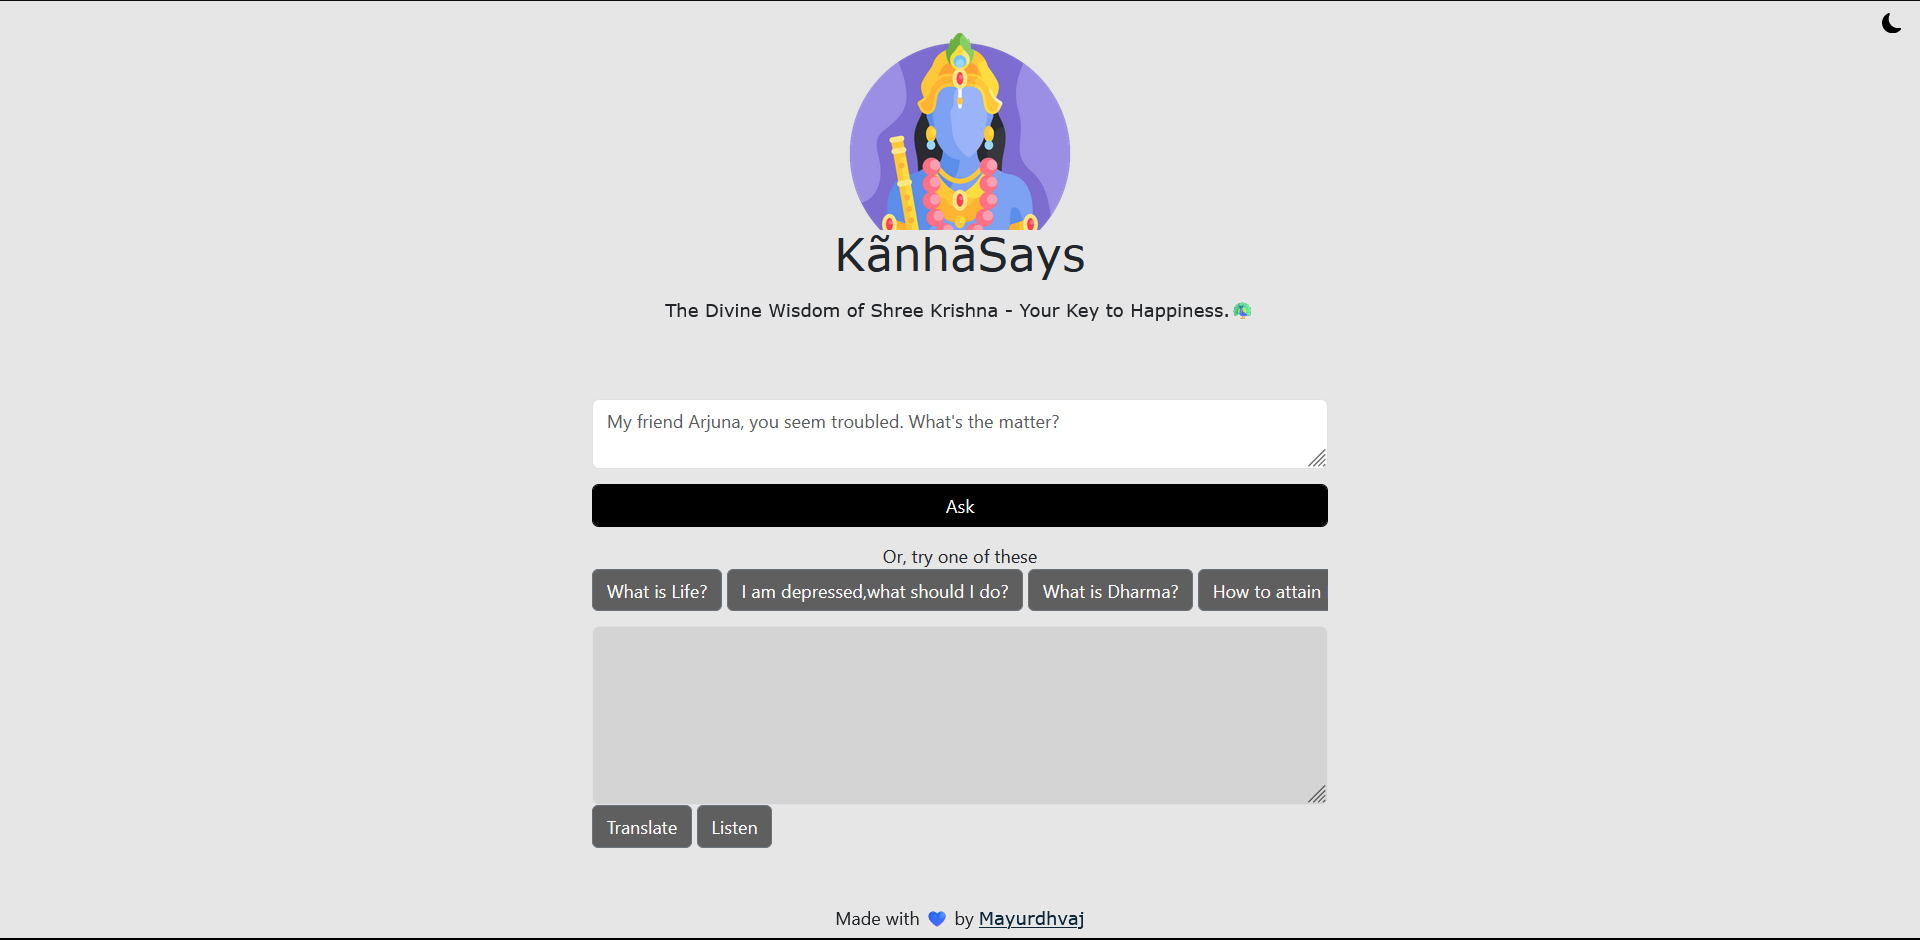 KãnhãSays
The Divine Wisdom of Shree Krishna - Your Key to Happiness.🦚
My friend Arjuna, you seem troubled. What's the matter?
Ask
Or, try one of these
What is Life? I am depressed,what should I do? What is Dharma? How to attain
Translate Listen
Made with 💙 by Mayurdhvaj